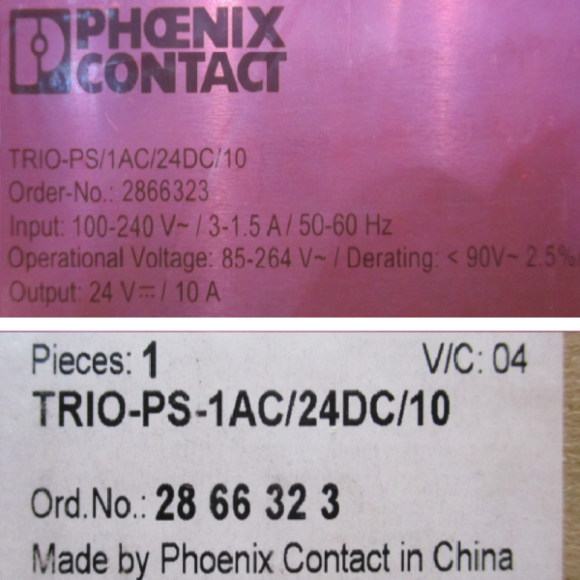 PHŒNIX
CONTACT
TRIO-PS/1AC/24DC/10
Order-No.: 2866323
Input: 100-240 V~ / 3-1.5 A / 50-60 Hz
Operational Voltage: 85-264 V~ / Derating: < 90V~ 2.5%
Output: 24 V⎓ / 10 A
Pieces: 1 V/C: 04
TRIO-PS-1AC/24DC/10
Ord.No.: 28 66 32 3
Made by Phoenix Contact in China